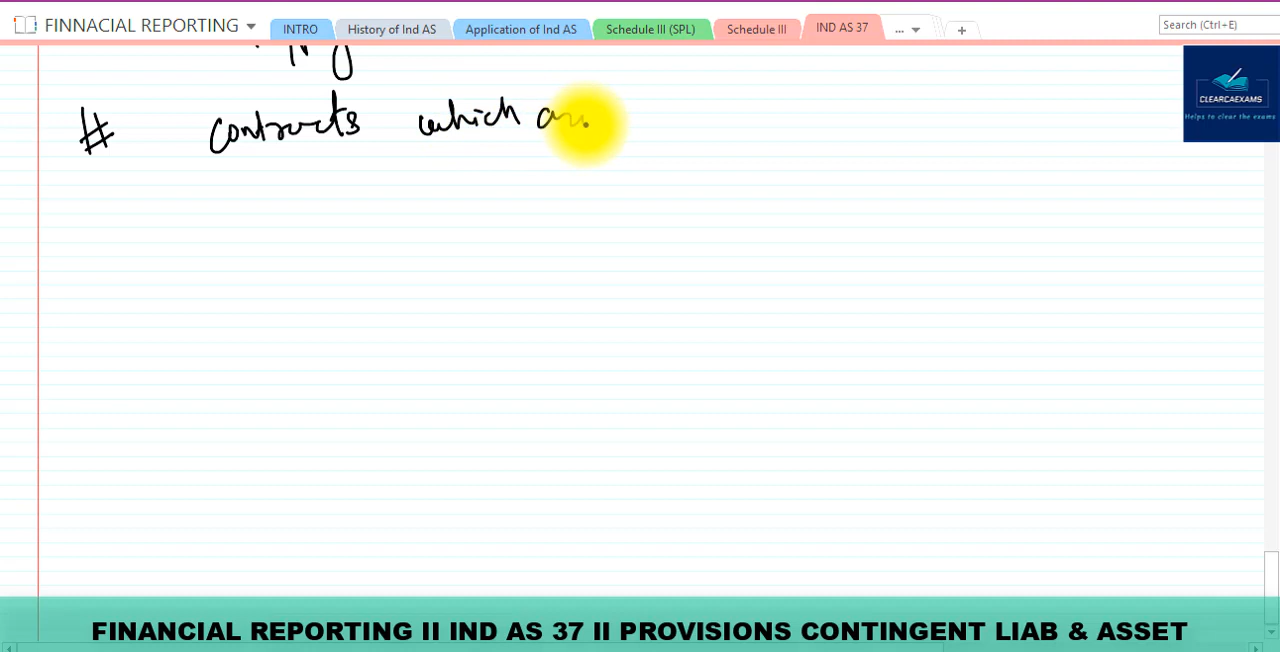 FINNACIAL REPORTING
INTRO
History of Ind AS
Application of Ind AS
Schedule III (SPL)
Schedule III
IND AS 37
...
+
Search (Ctrl+E)
CLEARCAEXAMS
Helps to clear the exams
# contracts which
FINANCIAL REPORTING II IND AS 37 II PROVISIONS CONTINGENT LIAB & ASSET